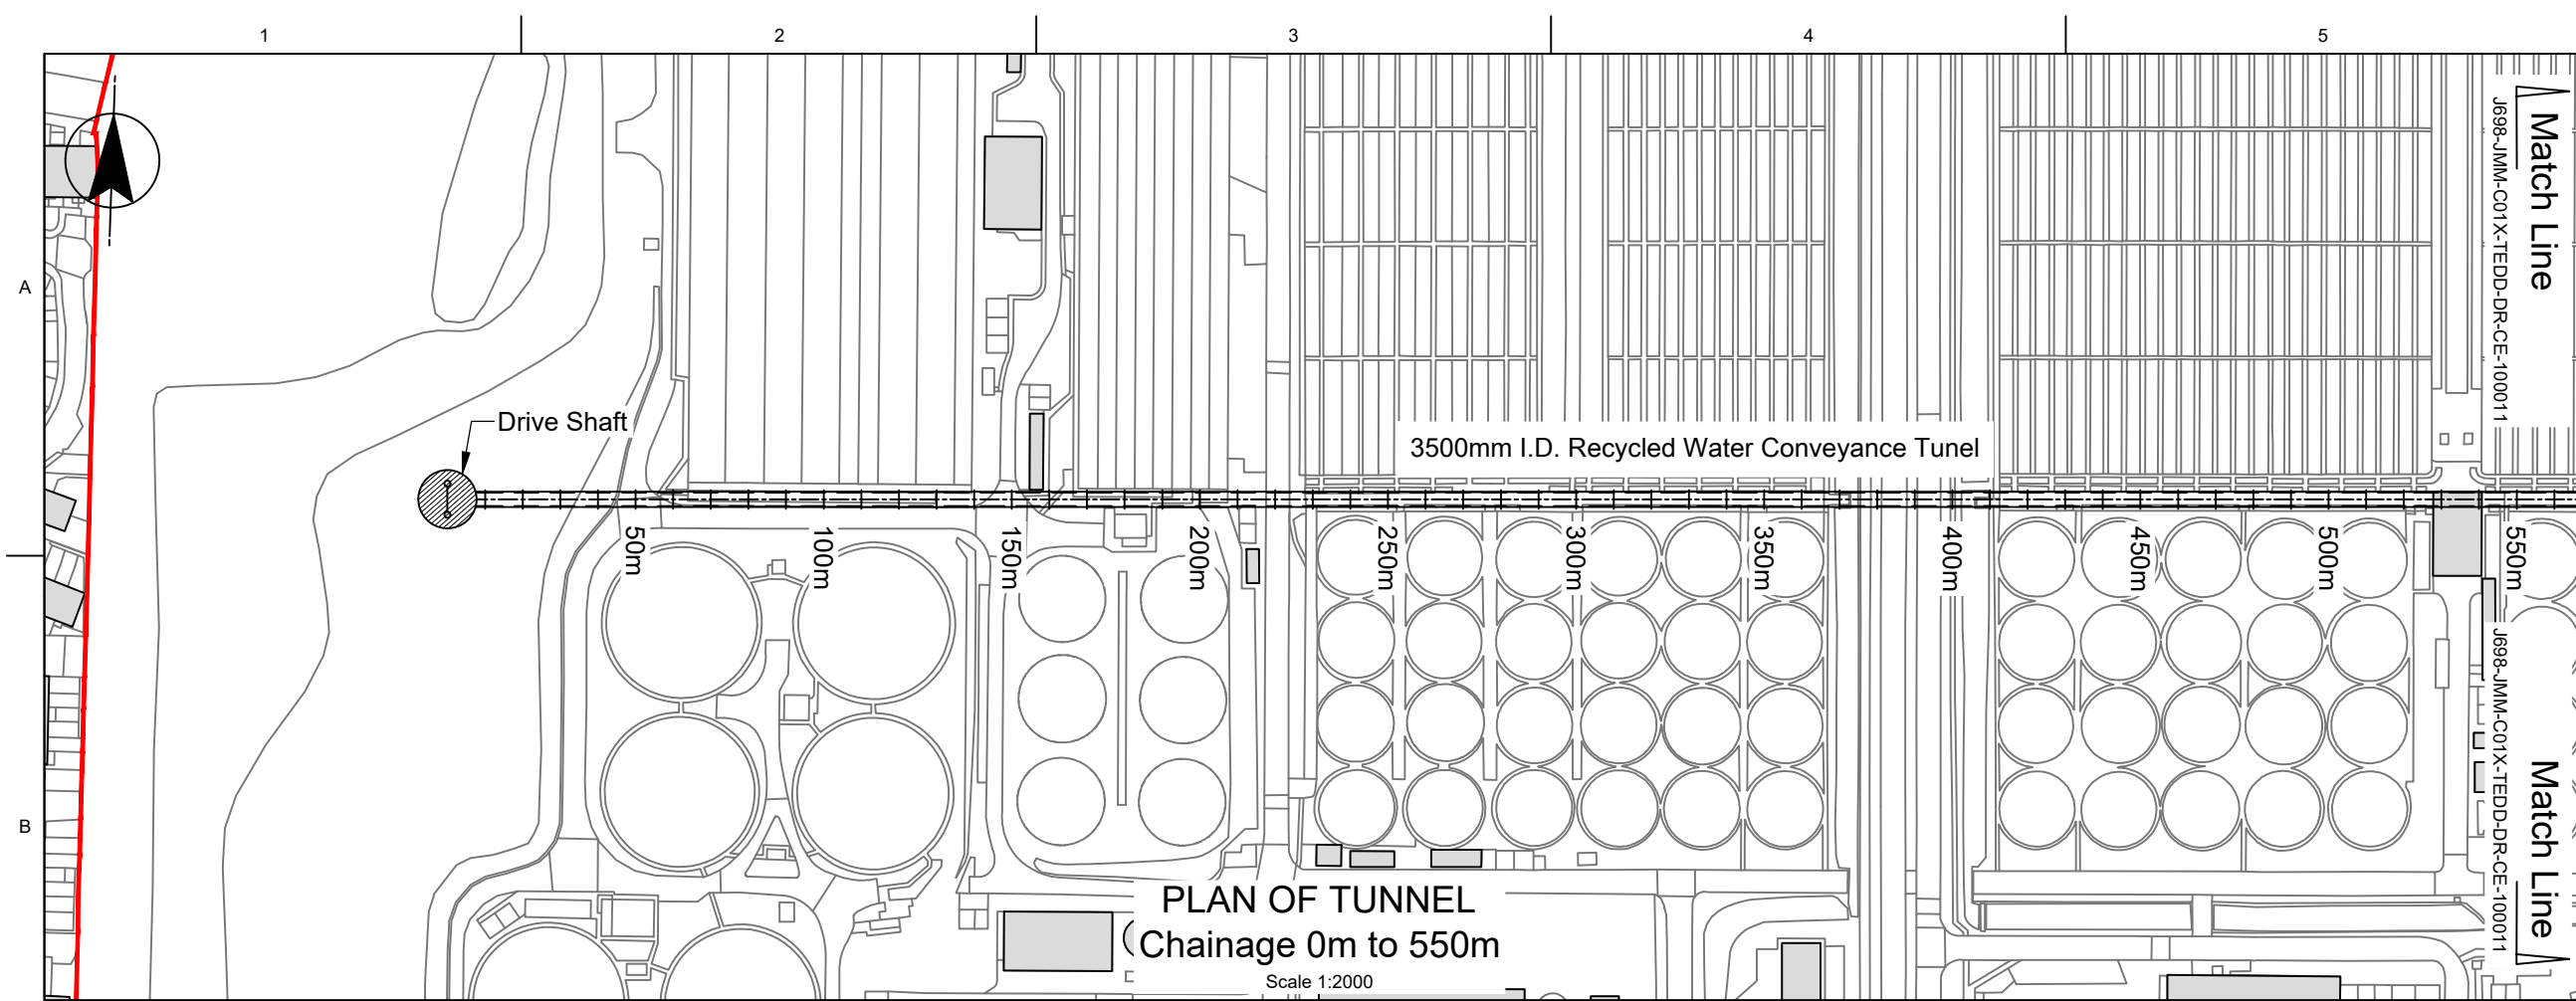 1
2
3
4
5
A
B
Match Line
J698-JMM-C01X-TEDD-DR-CE-100011
Drive Shaft
3500mm I.D. Recycled Water Conveyance Tunel
50m
100m
150m
200m
250m
300m
350m
400m
450m
500m
550m
Match Line
J698-JMM-C01X-TEDD-DR-CE-100011
PLAN OF TUNNEL
Chainage 0m to 550m
Scale 1:2000